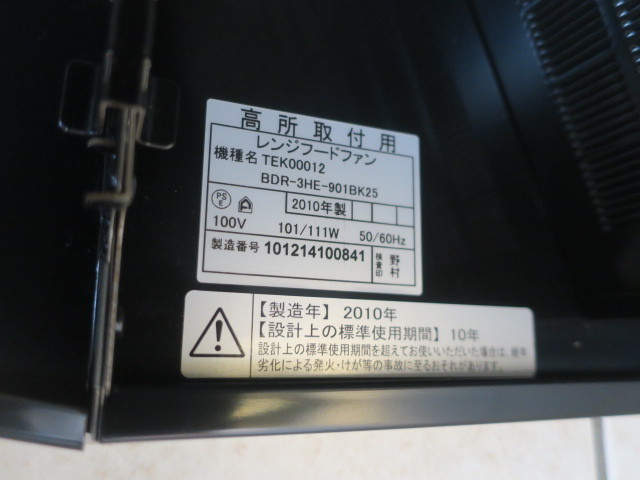 高所取付用
レンジフードファン
機種名 TEK00012
BDR-3HE-901BK25
PS E 2010年製
100V 101/111W 50/60Hz
製造番号 101214100841 検査印 野村
【製造年】 2010年
【設計上の標準使用期間】 10年
設計上の標準使用期間を超えてお使いいただいた場合は、経年
劣化による発火・けが等の事故に至るおそれがあります。